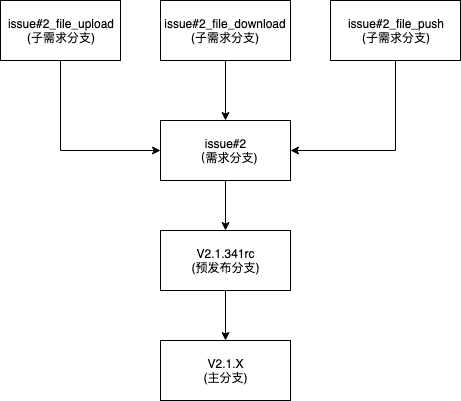 issue#2_file_upload
(子需求分支)
issue#2_file_download
(子需求分支)
issue#2_file_push
(子需求分支)
issue#2
（需求分支)
V2.1.341rc
(预发布分支)
V2.1.X
(主分支)